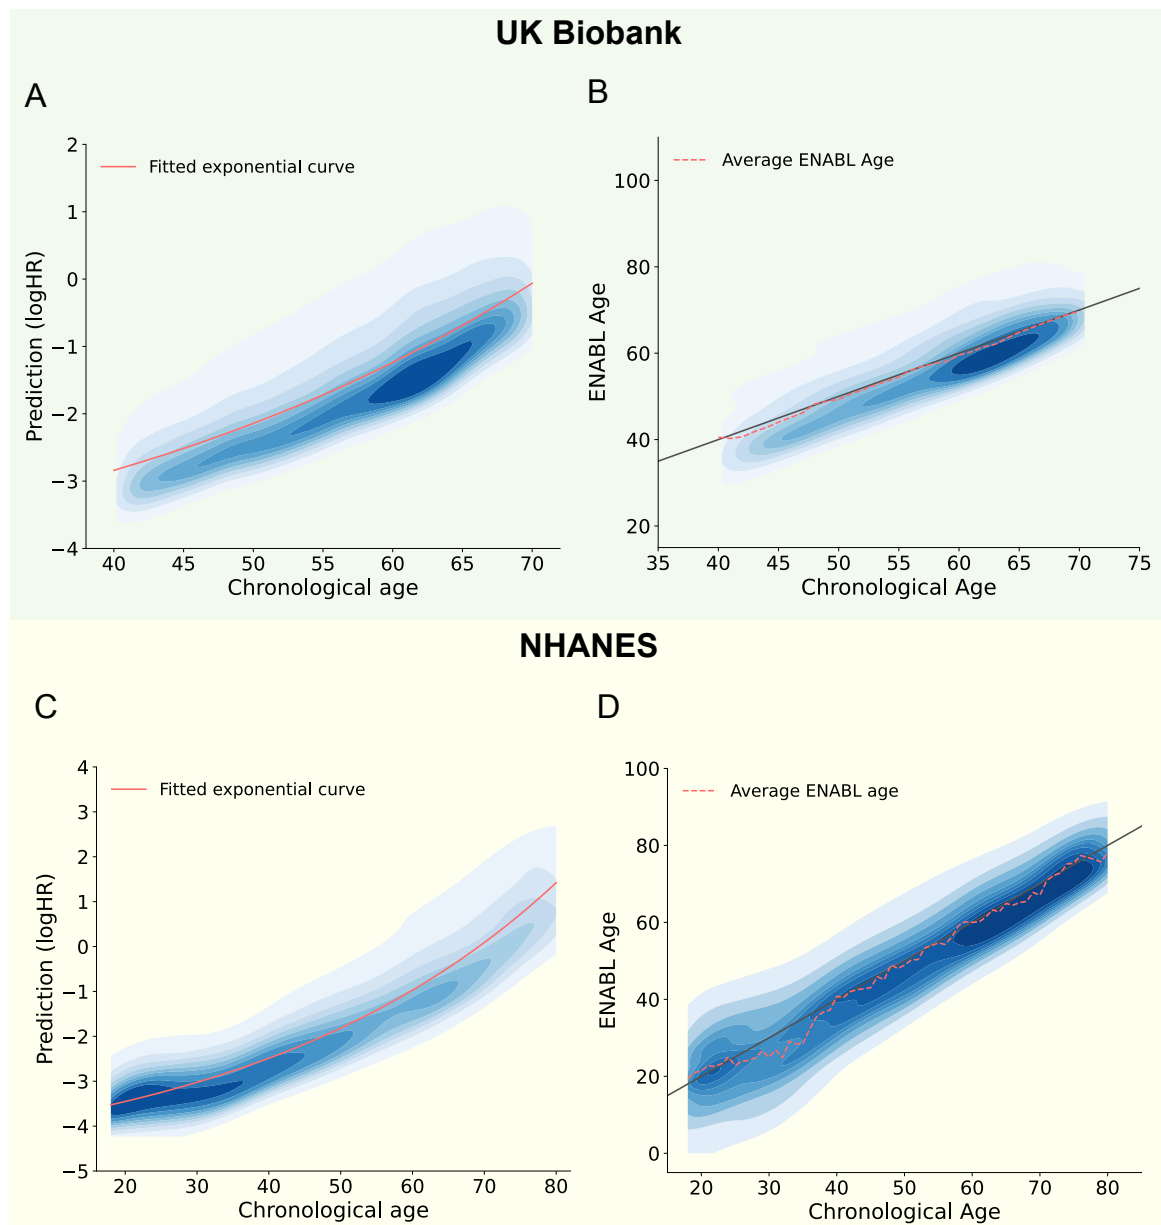 UK Biobank
A
Fitted exponential curve
2
1
0
−1
−2
−3
−4
Prediction (logHR)
40 45 50 55 60 65 70
Chronological age
B
Average ENABL Age
100
80
60
40
20
ENABL Age
35 40 45 50 55 60 65 70 75
Chronological Age
NHANES
C
Fitted exponential curve
4
3
2
1
0
−1
−2
−3
−4
−5
Prediction (logHR)
20 30 40 50 60 70 80
Chronological age
D
Average ENABL age
100
80
60
40
20
0
ENABL Age
20 30 40 50 60 70 80
Chronological Age